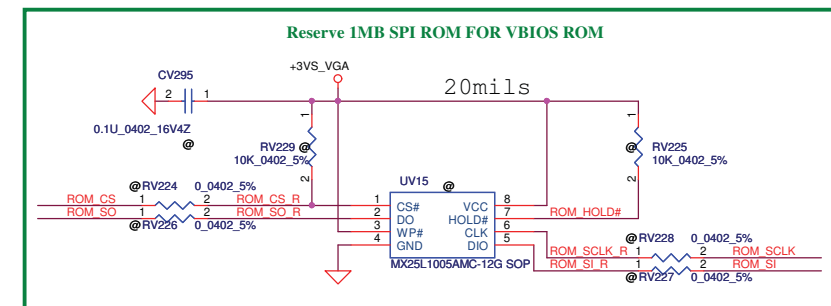 Reserve 1MB SPI ROM FOR VBIOS ROM
+3VS_VGA
20mils
CV295
2 1
0.1U_0402_16V4Z
@
1
RV229 @
10K_0402_5%
2
1
@ RV225
10K_0402_5%
2
UV15 @
@RV224 0_0402_5%
ROM_CS 1 2 ROM_CS_R 1 CS# VCC 8
ROM_SO 1 2 ROM_SO_R 2 DO HOLD# 7 ROM_HOLD#
@RV226 0_0402_5% 3 WP# CLK 6
4 GND DIO 5
MX25L1005AMC-12G SOP
@RV228 0_0402_5%
ROM_SCLK_R 1 2 ROM_SCLK
ROM_SI_R 1 2 ROM_SI
@RV227 0_0402_5%